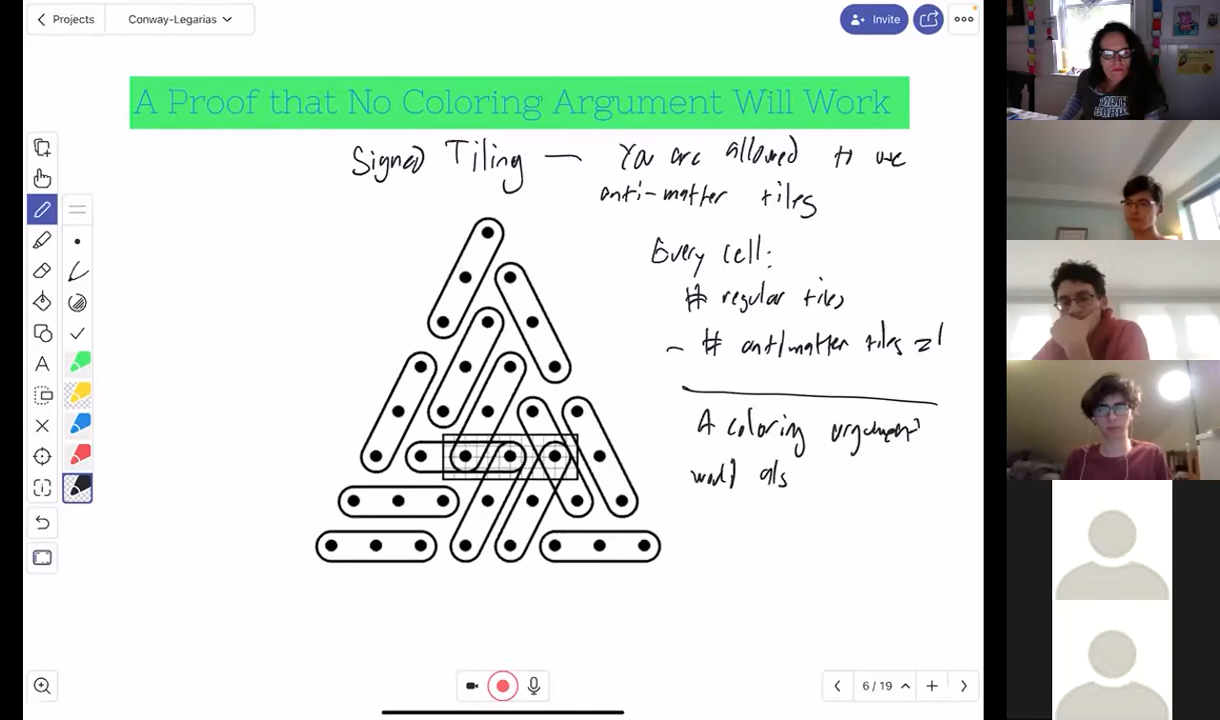 Projects
Conway-Legarias
Invite
A Proof that No Coloring Argument Will Work
Signed Tiling — You are allowed to use
anti-matter tiles
Every cell:
# regular tiles
- # antimatter tiles = 1
A coloring argument
would als
6 / 19